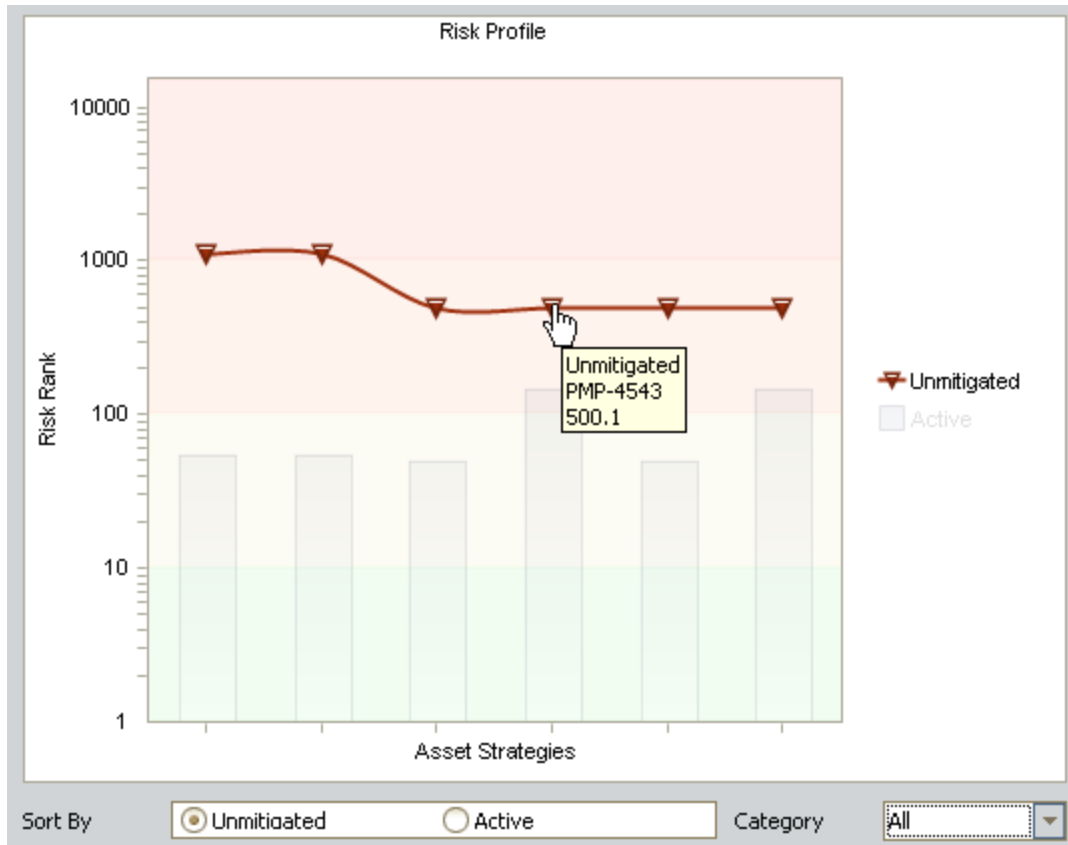 Risk Profile
10000
1000
100
10
1
Risk Rank
Asset Strategies
Unmitigated
PMP-4543
500.1
Unmitigated
Active
Sort By
Unmitigated
Active
Category
All